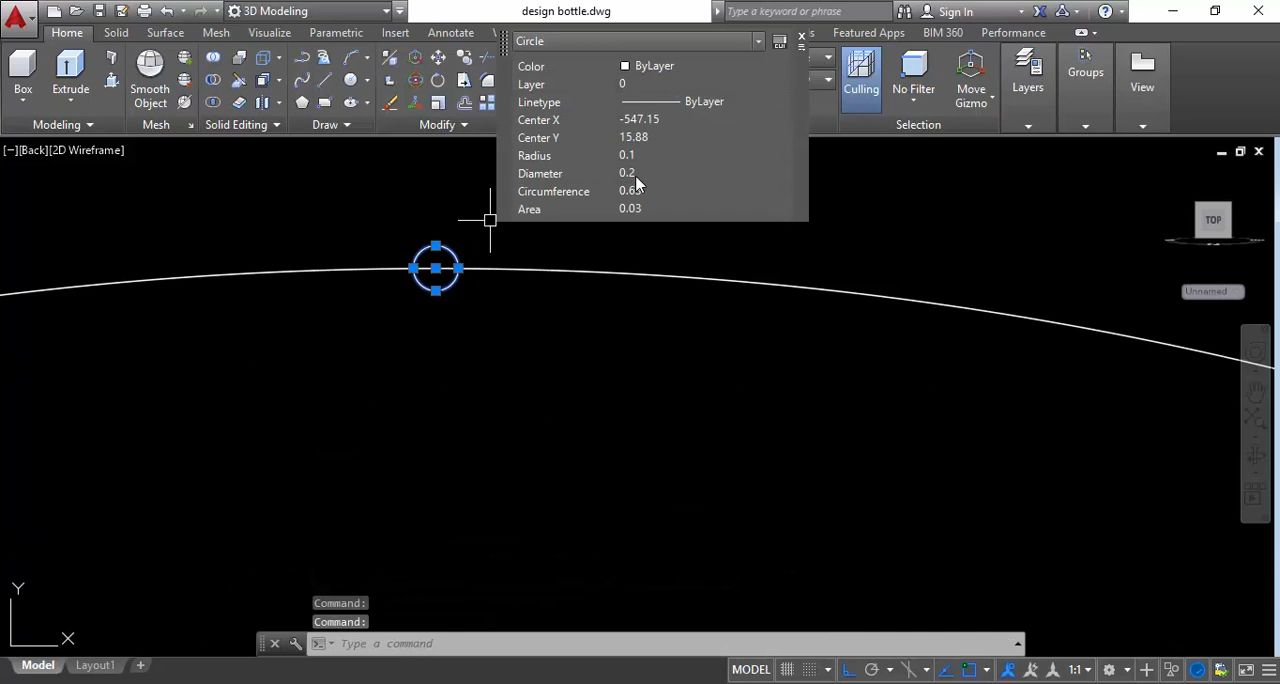 3D Modeling
design bottle.dwg
Type a keyword or phrase
Sign In
Home Solid Surface Mesh Visualize Parametric Insert Annotate
Featured Apps BIM 360 Performance
Box
Extrude
Smooth
Object
Culling
No Filter
Move
Gizmo
Groups
Layers
View
Modeling
Mesh
Solid Editing
Draw
Modify
Selection
Circle
Color ByLayer
Layer 0
Linetype ByLayer
Center X -547.15
Center Y 15.88
Radius 0.1
Diameter 0.2
Circumference
Area 0.03
[−][Back][2D Wireframe]
TOP
Unnamed
Y
X
Command:
Command:
Type a command
Model Layout1 +
MODEL
1:1